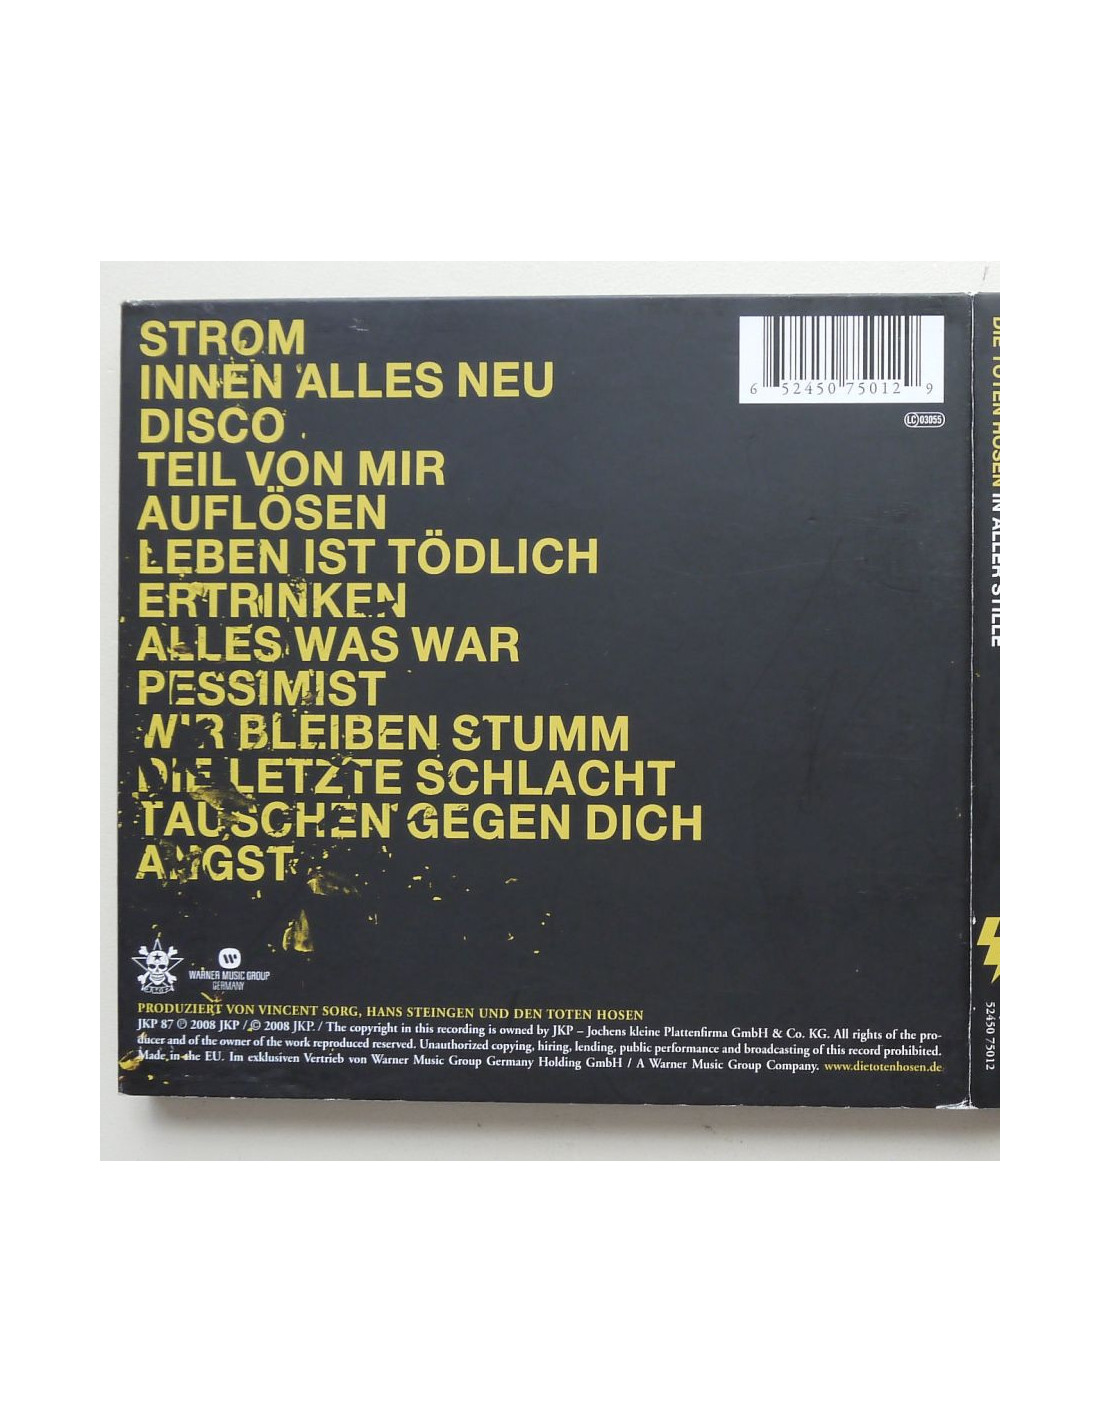 STROM
INNEN ALLES NEU
DISCO
TEIL VON MIR
AUFLÖSEN
LEBEN IST TÖDLICH
ERTRINKEN
ALLES WAS WAR
PESSIMIST
WIR BLEIBEN STUMM
DIE LETZTE SCHLACHT
TAUSCHEN GEGEN DICH
ANGST
6 52450 75012 9
LC 03055
WARNER MUSIC GROUP
GERMANY
PRODUZIERT VON VINCENT SORG, HANS STEINGEN UND DEN TOTEN HOSEN
JKP 87 ℗ 2008 JKP / © 2008 JKP. / The copyright in this recording is owned by JKP – Jochens kleine Plattenfirma GmbH & Co. KG. All rights of the pro-
ducer and of the owner of the work reproduced reserved. Unauthorized copying, hiring, lending, public performance and broadcasting of this record prohibited.
Made in the EU. Im exklusiven Vertrieb von Warner Music Group Germany Holding GmbH / A Warner Music Group Company. www.dietotenhosen.de
DIE TOTEN HOSEN IN ALLER STILLE
52450 75012